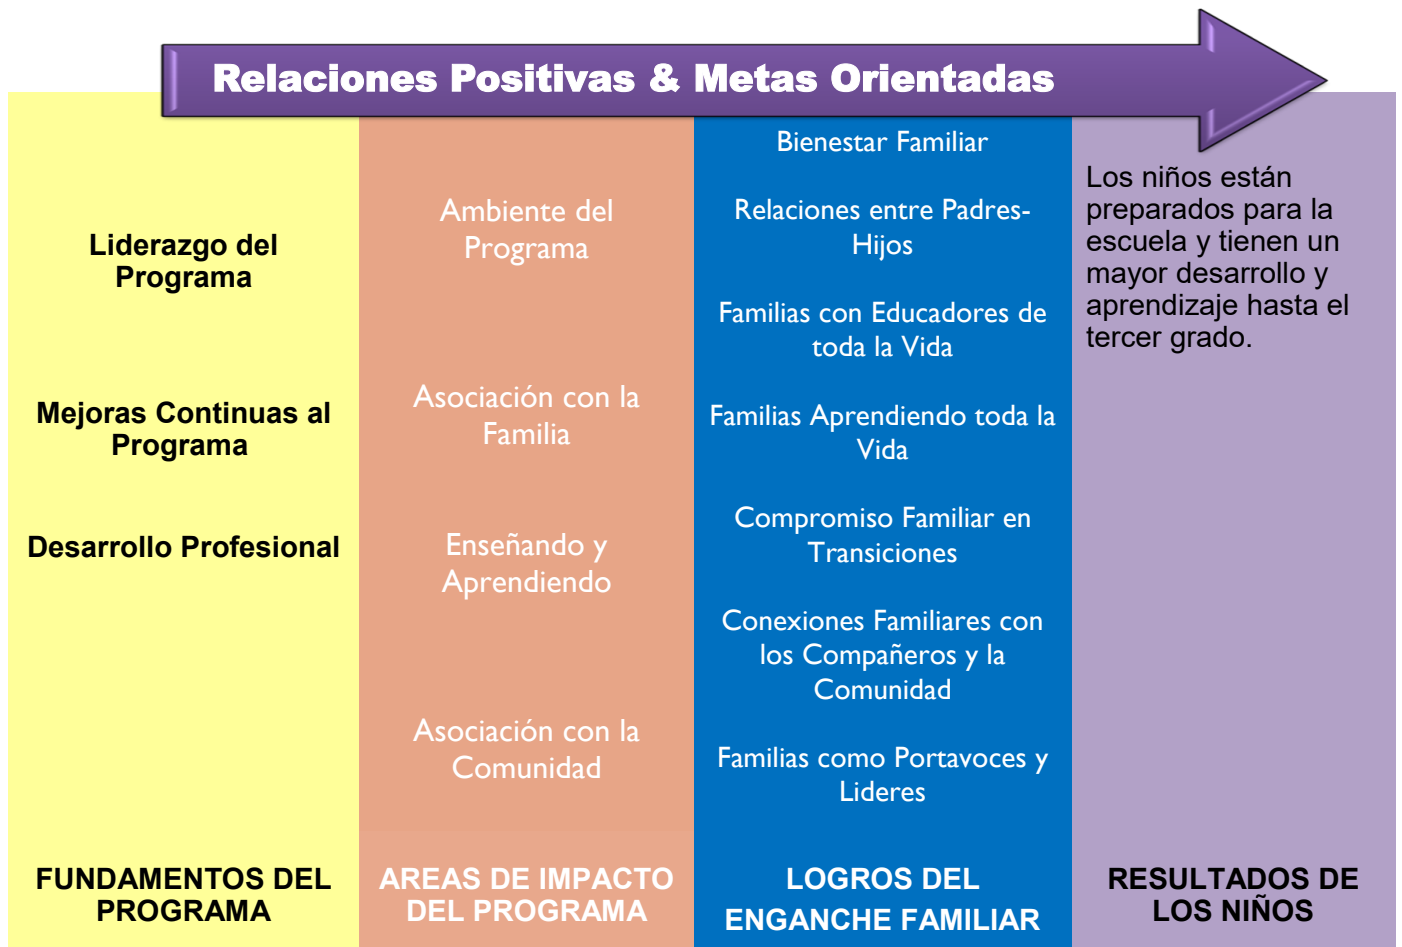 Relaciones Positivas & Metas Orientadas
Liderazgo del
Programa
Mejoras Continuas al
Programa
Desarrollo Profesional
FUNDAMENTOS DEL
PROGRAMA
Ambiente del
Programa
Asociación con la
Familia
Enseñando y
Aprendiendo
Asociación con la
Comunidad
AREAS DE IMPACTO
DEL PROGRAMA
Bienestar Familiar
Relaciones entre Padres-
Hijos
Familias con Educadores de
toda la Vida
Familias Aprendiendo toda la
Vida
Compromiso Familiar en
Transiciones
Conexiones Familiares con
los Compañeros y la
Comunidad
Familias como Portavoces y
Lideres
LOGROS DEL
ENGANCHE FAMILIAR
Los niños están
preparados para la
escuela y tienen un
mayor desarrollo y
aprendizaje hasta el
tercer grado.
RESULTADOS DE
LOS NIÑOS